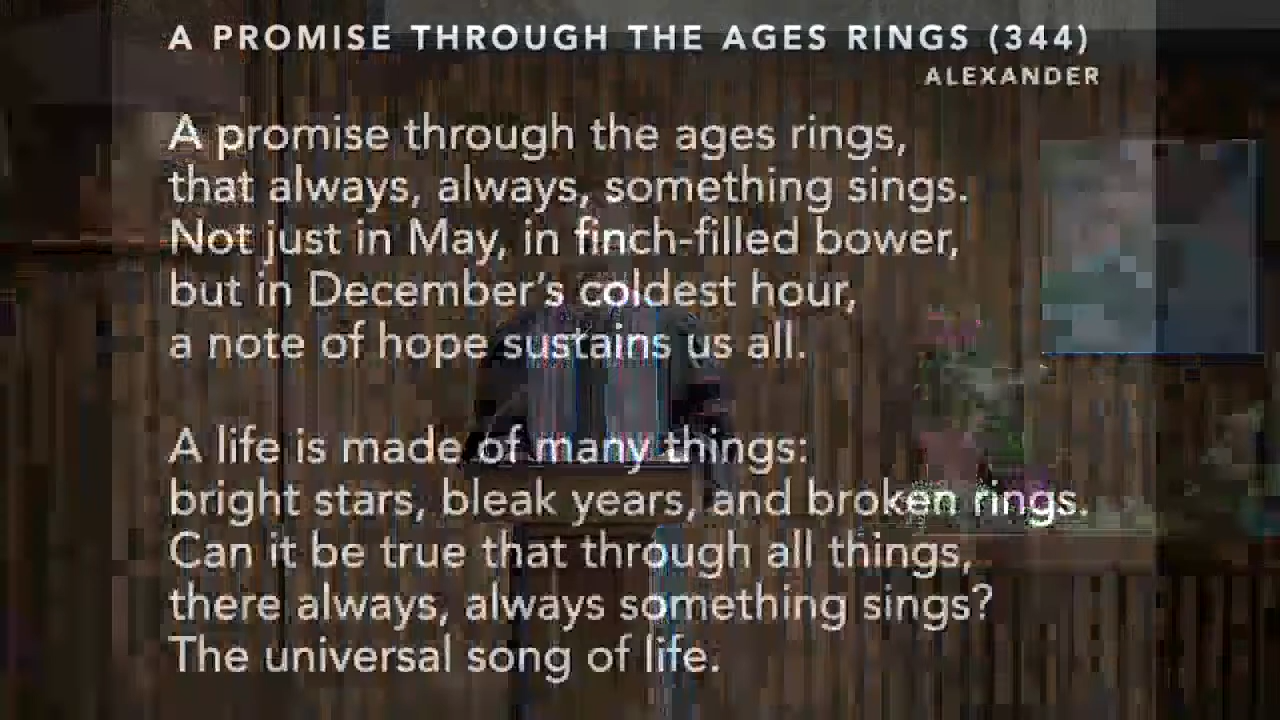 A PROMISE THROUGH THE AGES RINGS (344)
ALEXANDER
A promise through the ages rings,
that always, always, something sings.
Not just in May, in finch-filled bower,
but in December's coldest hour,
a note of hope sustains us all.
A life is made of many things:
bright stars, bleak years, and broken rings.
Can it be true that through all things,
there always, always something sings?
The universal song of life.